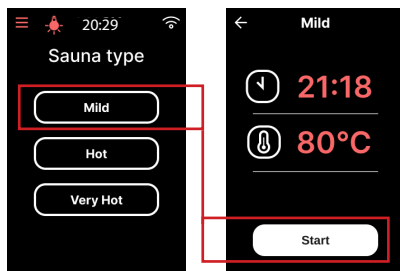 20:29
Sauna type
Mild
Hot
Very Hot
Mild
21:18
80°C
Start